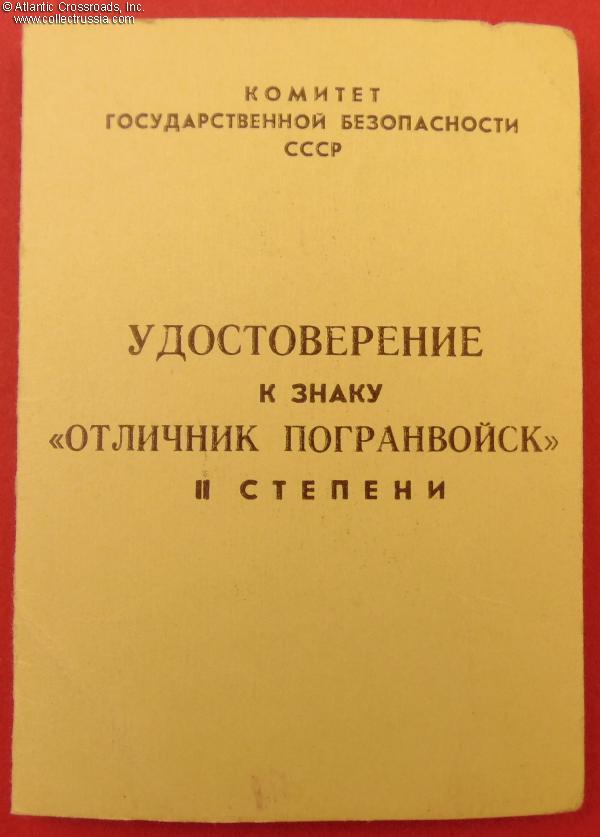 © Atlantic Crossroads, Inc.
www.collectrussia.com
КОМИТЕТ
ГОСУДАРСТВЕННОЙ БЕЗОПАСНОСТИ
СССР
УДОСТОВЕРЕНИЕ
К ЗНАКУ
«ОТЛИЧНИК ПОГРАНВОЙСК»
II СТЕПЕНИ